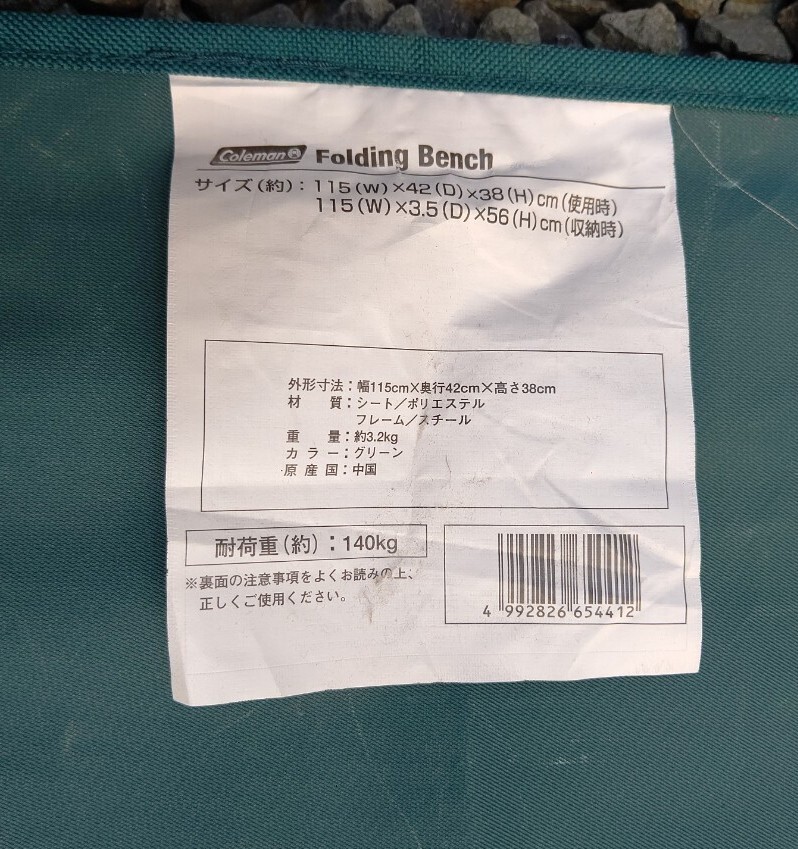 Coleman Folding Bench
サイズ(約)：115(W)×42(D)×38(H)cm(使用時)
115(W)×3.5(D)×56(H)cm(収納時)
外形寸法：幅115cm×奥行42cm×高さ38cm
材　　質：シート／ポリエステル
フレーム／スチール
重　　量：約3.2kg
カ ラ ー：グリーン
原 産 国：中国
耐荷重(約)：140kg
※裏面の注意事項をよくお読みの上、
正しくご使用ください。
4 992826 654412